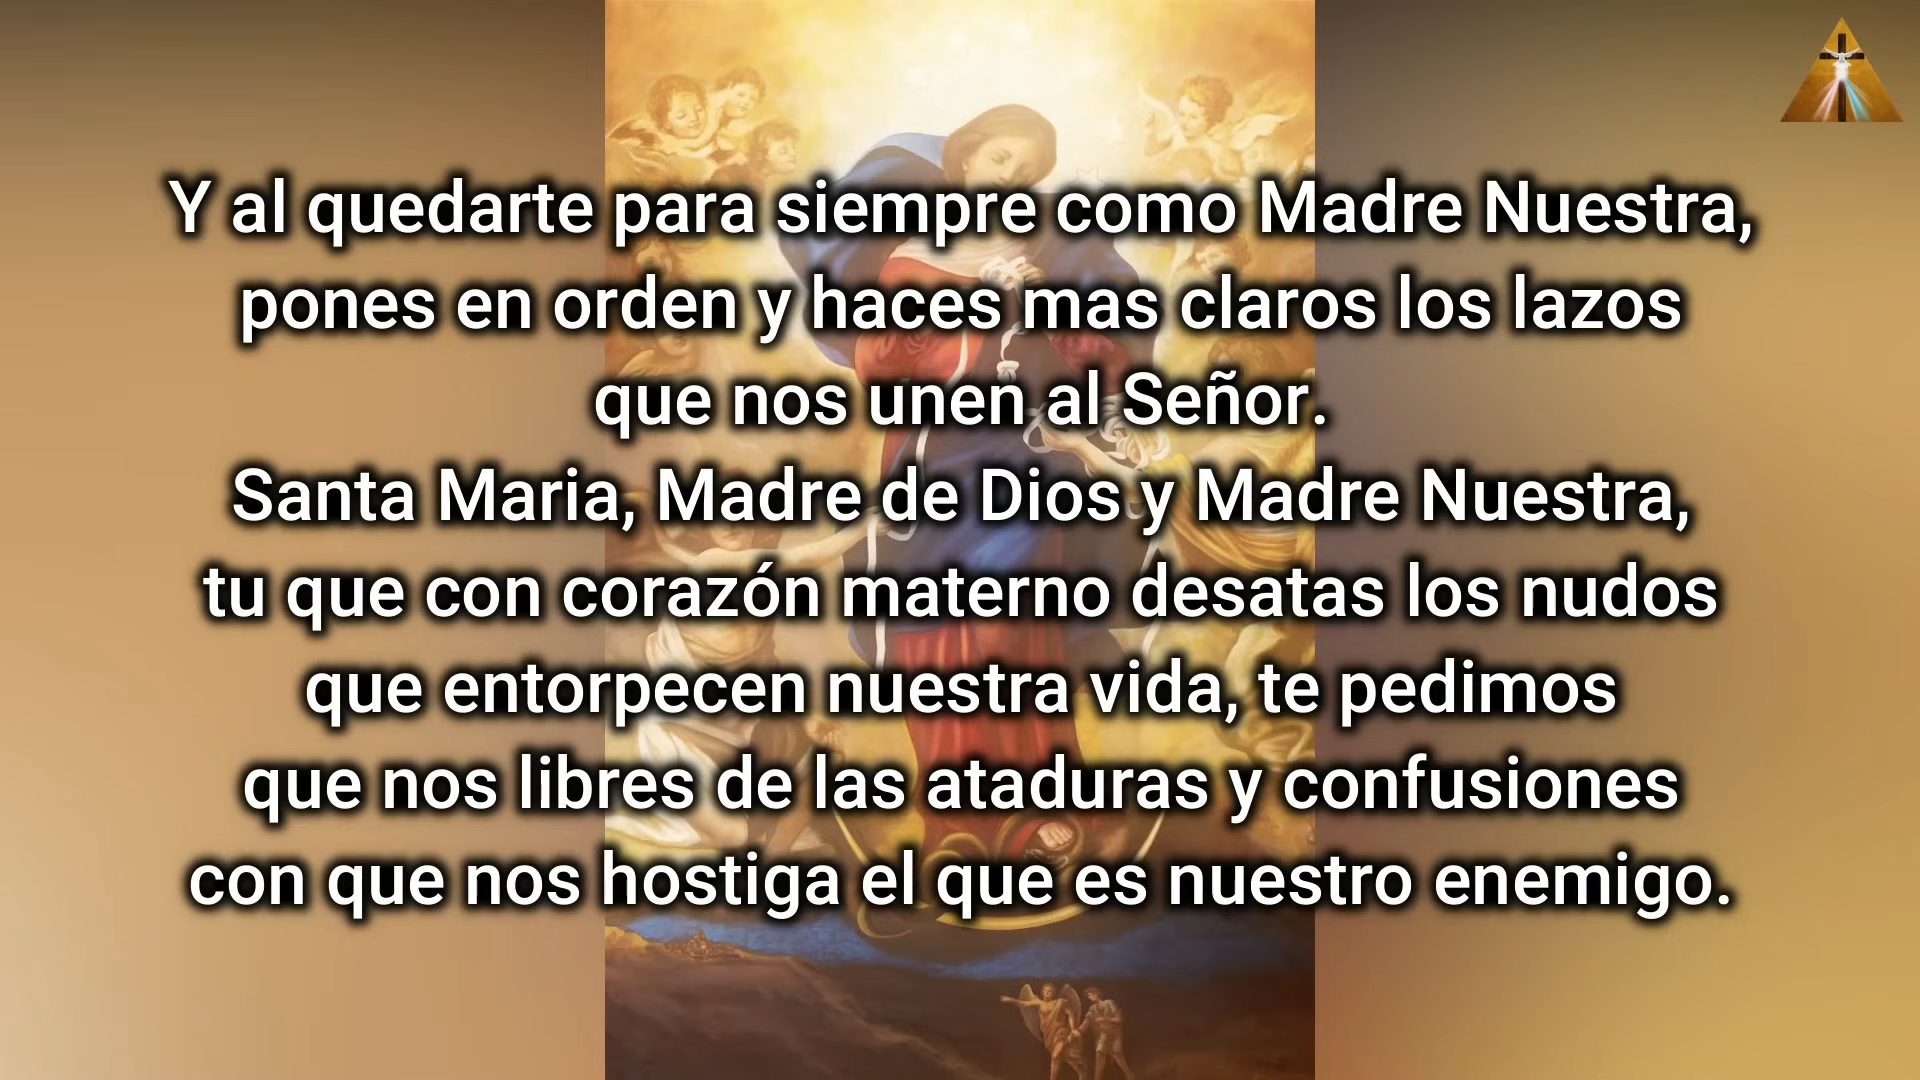 Y al quedarte para siempre como Madre Nuestra,
pones en orden y haces mas claros los lazos
que nos unen al Señor.
Santa Maria, Madre de Dios y Madre Nuestra,
tu que con corazón materno desatas los nudos
que entorpecen nuestra vida, te pedimos
que nos libres de las ataduras y confusiones
con que nos hostiga el que es nuestro enemigo.